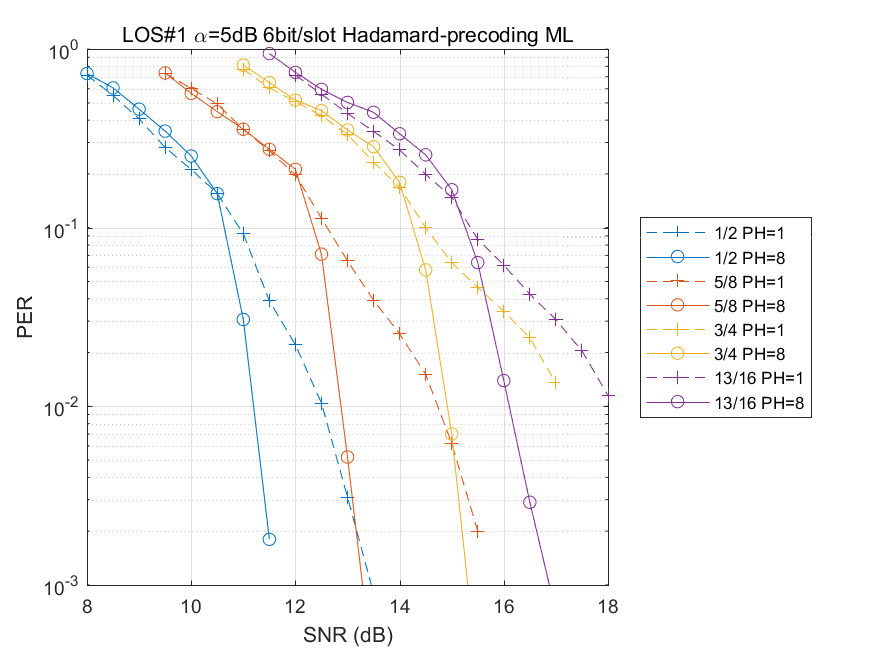 LOS#1 α=5dB 6bit/slot Hadamard-precoding ML
10^0
10^-1
10^-2
10^-3
PER
8
10
12
14
16
18
SNR (dB)
1/2 PH=1
1/2 PH=8
5/8 PH=1
5/8 PH=8
3/4 PH=1
3/4 PH=8
13/16 PH=1
13/16 PH=8